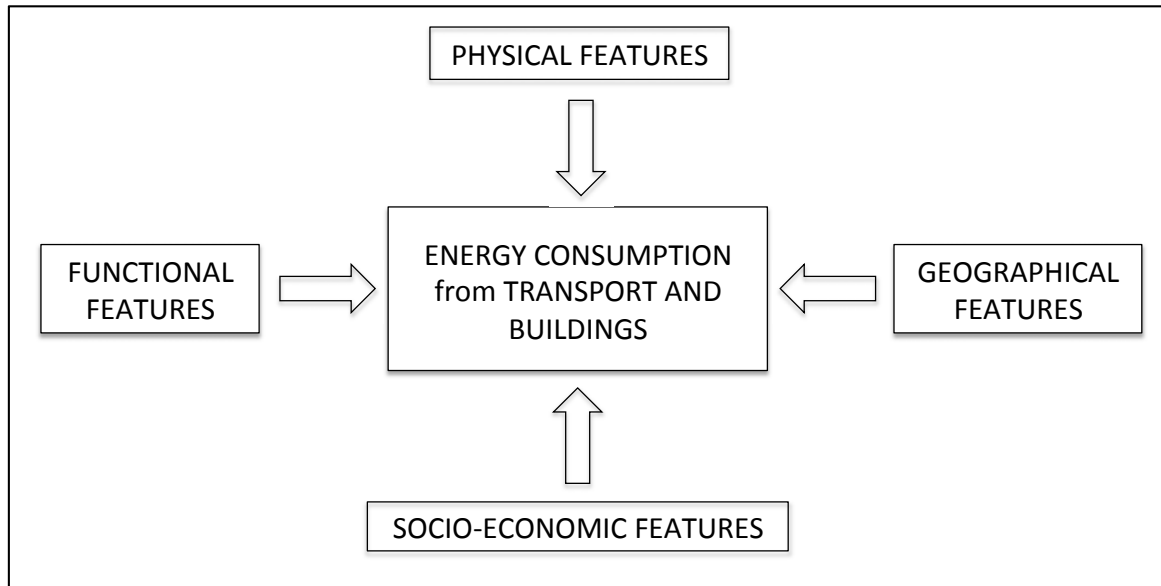 PHYSICAL FEATURES
FUNCTIONAL
FEATURES
ENERGY CONSUMPTION
from TRANSPORT AND
BUILDINGS
GEOGRAPHICAL
FEATURES
SOCIO-ECONOMIC FEATURES